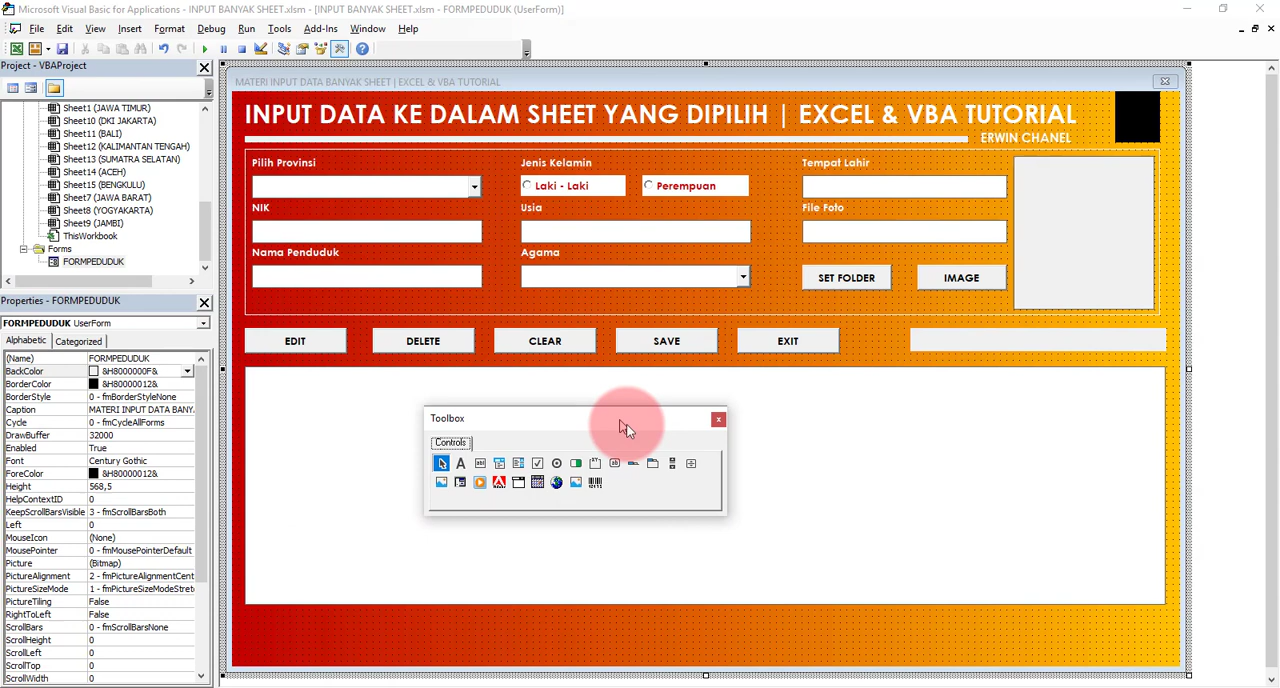 Microsoft Visual Basic for Applications - INPUT BANYAK SHEET.xlsm - [INPUT BANYAK SHEET.xlsm - FORMPEDUDUK (UserForm)]
File Edit View Insert Format Debug Run Tools Add-Ins Window Help
Project - VBAProject
Sheet1 (JAWA TIMUR)
Sheet10 (DKI JAKARTA)
Sheet11 (BALI)
Sheet12 (KALIMANTAN TENGAH)
Sheet13 (SUMATRA SELATAN)
Sheet14 (ACEH)
Sheet15 (BENGKULU)
Sheet7 (JAWA BARAT)
Sheet8 (YOGYAKARTA)
Sheet9 (JAMBI)
ThisWorkbook
Forms
FORMPEDUDUK
Properties - FORMPEDUDUK
FORMPEDUDUK UserForm
Alphabetic Categorized
(Name) FORMPEDUDUK
BackColor &H8000000F&
BorderColor &H80000012&
BorderStyle 0 - fmBorderStyleNone
Caption MATERI INPUT DATA BANY
Cycle 0 - fmCycleAllForms
DrawBuffer 32000
Enabled True
Font Century Gothic
ForeColor &H80000012&
Height 568,5
HelpContextID 0
KeepScrollBarsVisible 3 - fmScrollBarsBoth
Left 0
MouseIcon (None)
MousePointer 0 - fmMousePointerDefault
Picture (Bitmap)
PictureAlignment 2 - fmPictureAlignmentCent
PictureSizeMode 1 - fmPictureSizeModeStret
PictureTiling False
RightToLeft False
ScrollBars 0 - fmScrollBarsNone
ScrollHeight 0
ScrollLeft 0
ScrollTop 0
ScrollWidth 0
MATERI INPUT DATA BANYAK SHEET | EXCEL & VBA TUTORIAL
INPUT DATA KE DALAM SHEET YANG DIPILIH | EXCEL & VBA TUTORIAL
ERWIN CHANEL
Pilih Provinsi Jenis Kelamin Tempat Lahir
Laki - Laki Perempuan
NIK Usia File Foto
Nama Penduduk Agama
SET FOLDER IMAGE
EDIT DELETE CLEAR SAVE EXIT
Toolbox
Controls